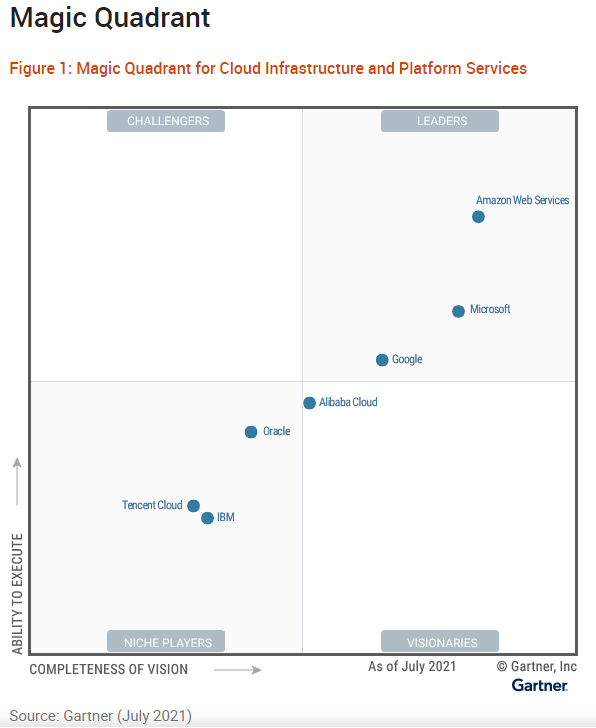 Magic Quadrant
Figure 1: Magic Quadrant for Cloud Infrastructure and Platform Services
CHALLENGERS
LEADERS
Amazon Web Services
Microsoft
Google
Alibaba Cloud
Oracle
Tencent Cloud
IBM
ABILITY TO EXECUTE
NICHE PLAYERS
VISIONARIES
COMPLETENESS OF VISION
As of July 2021
© Gartner, Inc
Gartner.
Source: Gartner (July 2021)